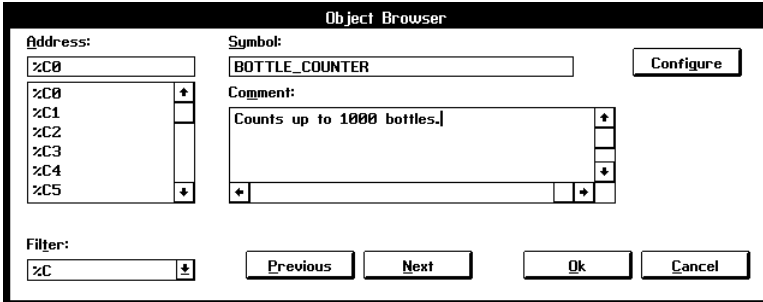 Object Browser
Address:
Symbol:
%C0
BOTTLE_COUNTER
Configure
%C0
%C1
%C2
%C3
%C4
%C5
Comment:
Counts up to 1000 bottles.
Filter:
%C
Previous
Next
Ok
Cancel